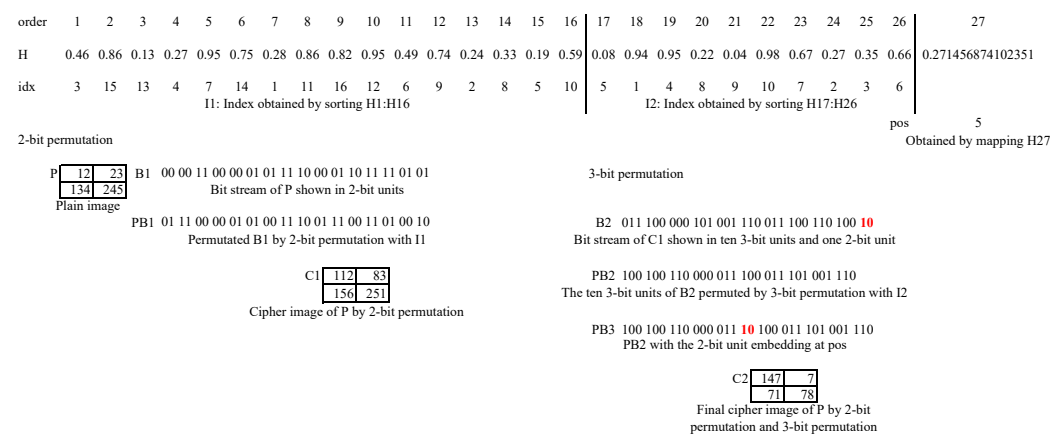 order 1 2 3 4 5 6 7 8 9 10 11 12 13 14 15 16 17 18 19 20 21 22 23 24 25 26 27
H 0.46 0.86 0.13 0.27 0.95 0.75 0.28 0.86 0.82 0.95 0.49 0.74 0.24 0.33 0.19 0.59 0.08 0.94 0.95 0.22 0.04 0.98 0.67 0.27 0.35 0.66 0.271456874102351
idx 3 15 13 4 7 14 1 11 16 12 6 9 2 8 5 10 5 1 4 8 9 10 7 2 3 6
I1: Index obtained by sorting H1:H16
I2: Index obtained by sorting H17:H26
pos 5
Obtained by mapping H27
2-bit permutation
P 12 23
134 245
Plain image
B1 00 00 11 00 00 01 01 11 10 00 01 10 11 11 01 01
Bit stream of P shown in 2-bit units
PB1 01 11 00 00 01 01 00 11 10 01 11 00 11 01 00 10
Permutated B1 by 2-bit permutation with I1
C1 112 83
156 251
Cipher image of P by 2-bit permutation
3-bit permutation
B2 011 100 000 101 001 110 011 100 110 100 10
Bit stream of C1 shown in ten 3-bit units and one 2-bit unit
PB2 100 100 110 000 011 100 011 101 001 110
The ten 3-bit units of B2 permuted by 3-bit permutation with I2
PB3 100 100 110 000 011 10 100 011 101 001 110
PB2 with the 2-bit unit embedding at pos
C2 147 7
71 78
Final cipher image of P by 2-bit
permutation and 3-bit permutation